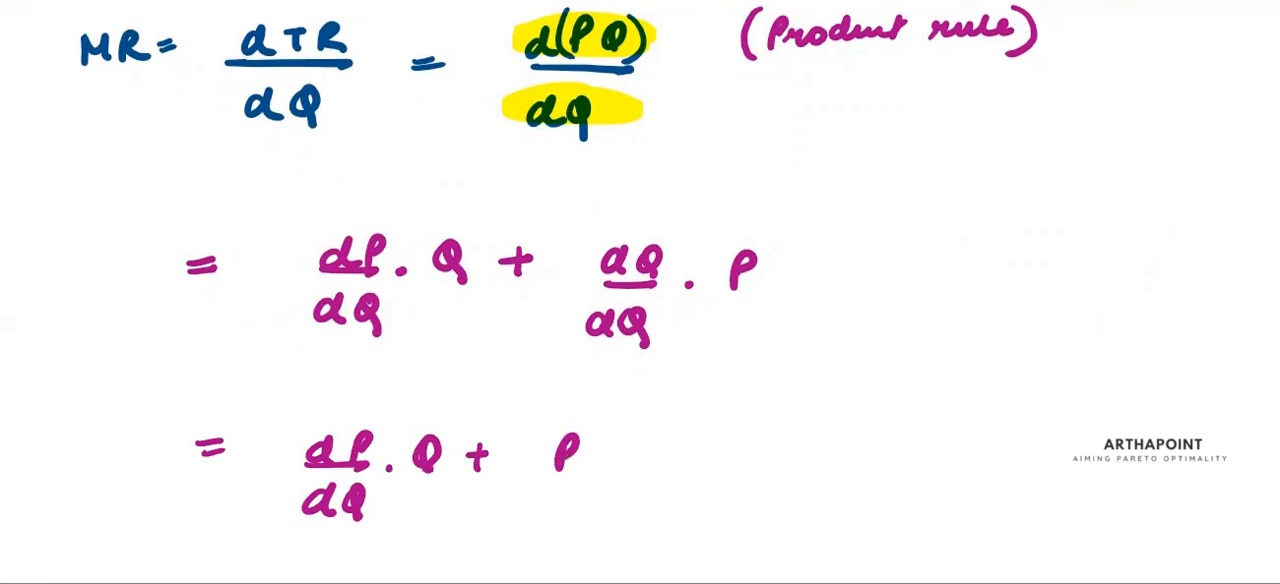 MR = dTR/dQ = d(PQ)/dQ (Product rule)
= dP/dQ . Q + dQ/dQ . P
= dP/dQ . Q + P
ARTHAPOINT
AIMING PARETO OPTIMALITY